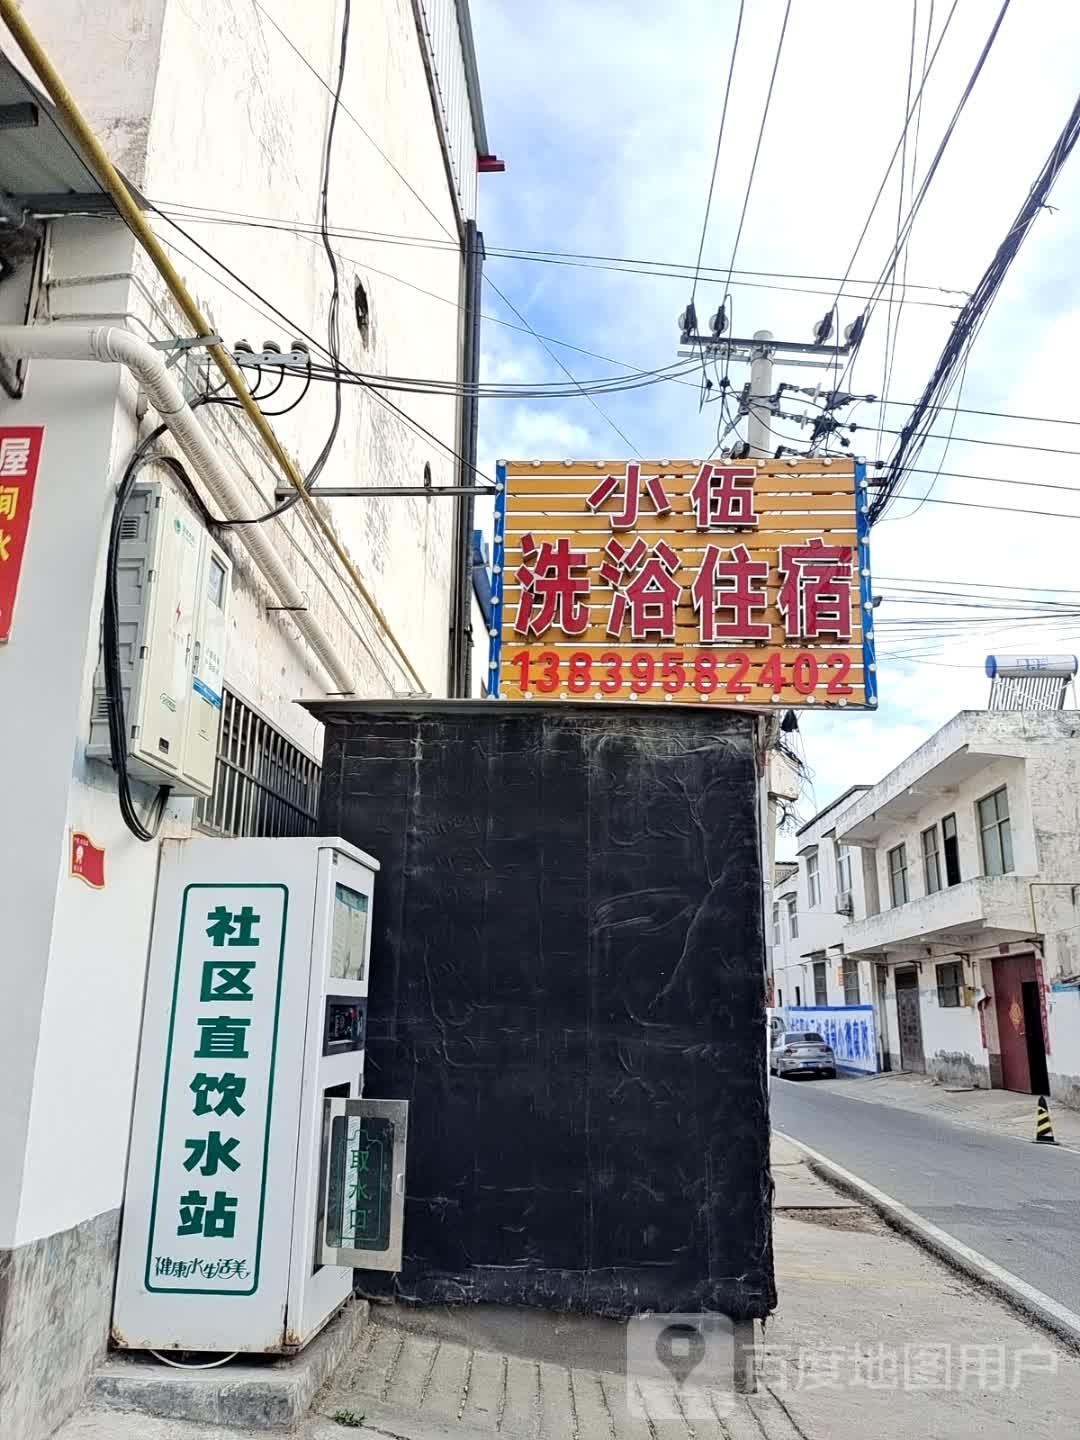 小伍
洗浴住宿
13839582402
屋
间
水
社区直饮水站
健康水生活美
取水口
百度地图用户